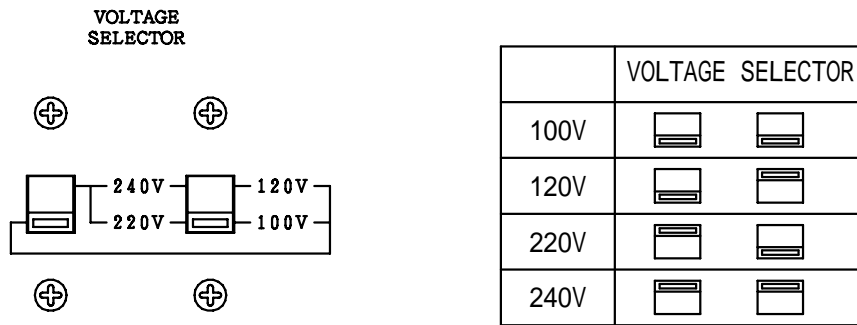 VOLTAGE
SELECTOR
240V 120V
220V 100V
VOLTAGE SELECTOR
100V
120V
220V
240V